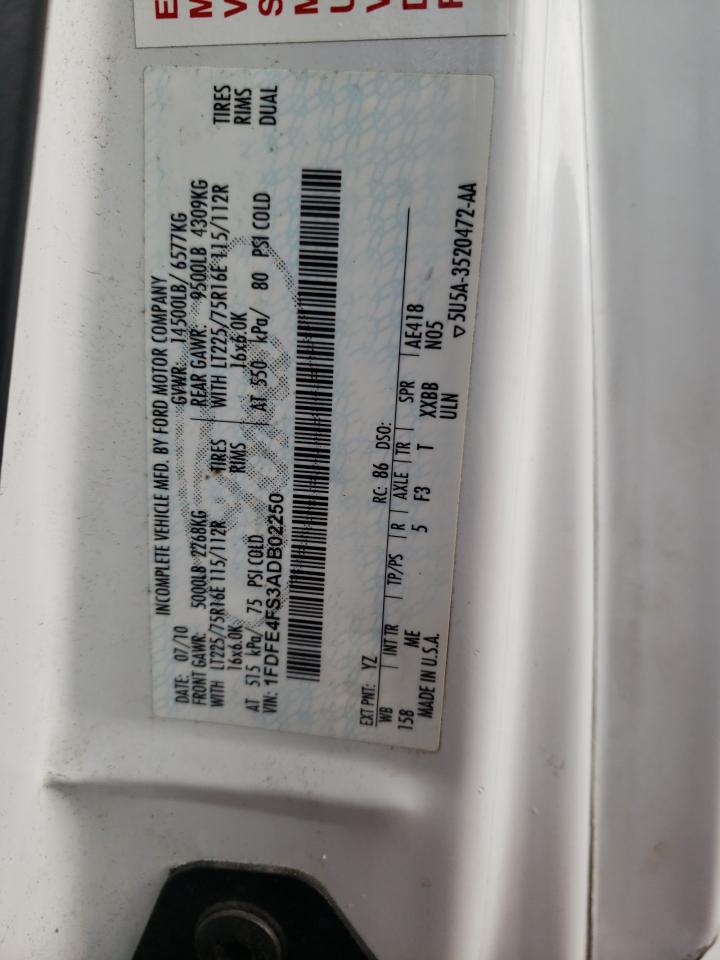 INCOMPLETE VEHICLE MFD. BY FORD MOTOR COMPANY
DATE: 07/10 GVWR: 14500LB/ 6577KG
FRONT GAWR: 5000LB 2268KG REAR GAWR: 9500LB 4309KG
WITH LT225/75R16E 115/112R TIRES WITH LT225/75R16E 115/112R TIRES
16x6.0K RIMS 16x6.0K RIMS
AT 515 kPa/ 75 PSI COLD AT 550 kPa/ 80 PSI COLD DUAL
VIN: 1FDFE4FS3ADB02250
EXT PNT: YZ RC: 86 DSO:
WB INT TR TP/PS R AXLE TR SPR AE418
158 ME 5 F3 T XXBB N05
MADE IN U.S.A. ULN
▽5U5A-3520472-AA